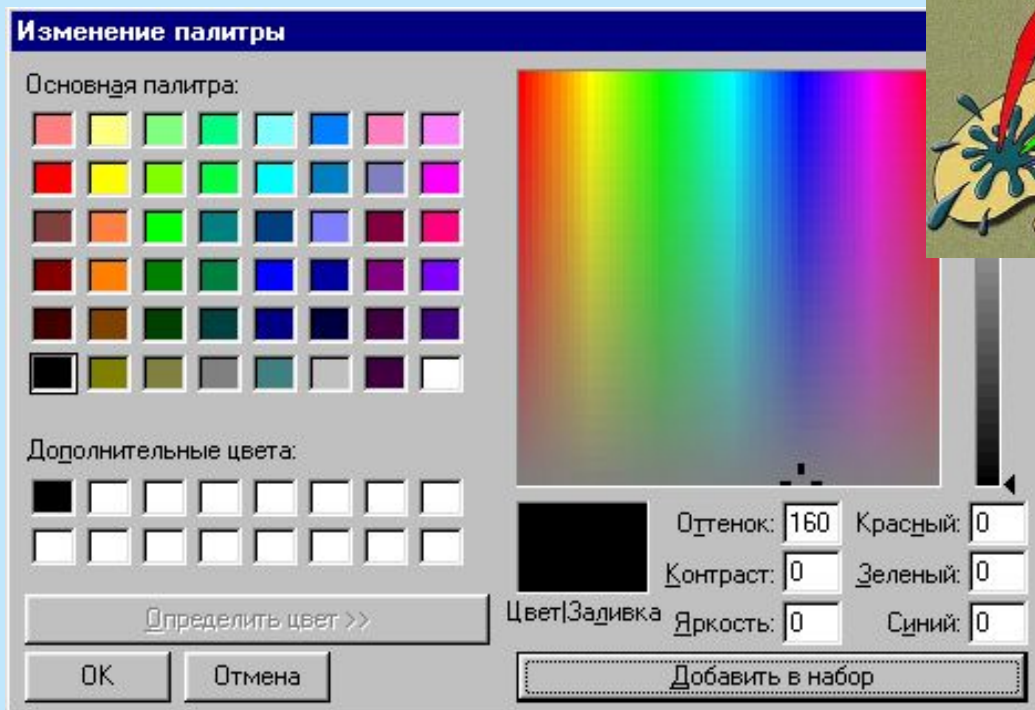 Изменение палитры
Основная палитра:
Дополнительные цвета:
Определить цвет >>
OK
Отмена
Цвет|Заливка
Оттенок: 160
Контраст: 0
Яркость: 0
Красный: 0
Зеленый: 0
Синий: 0
Добавить в набор